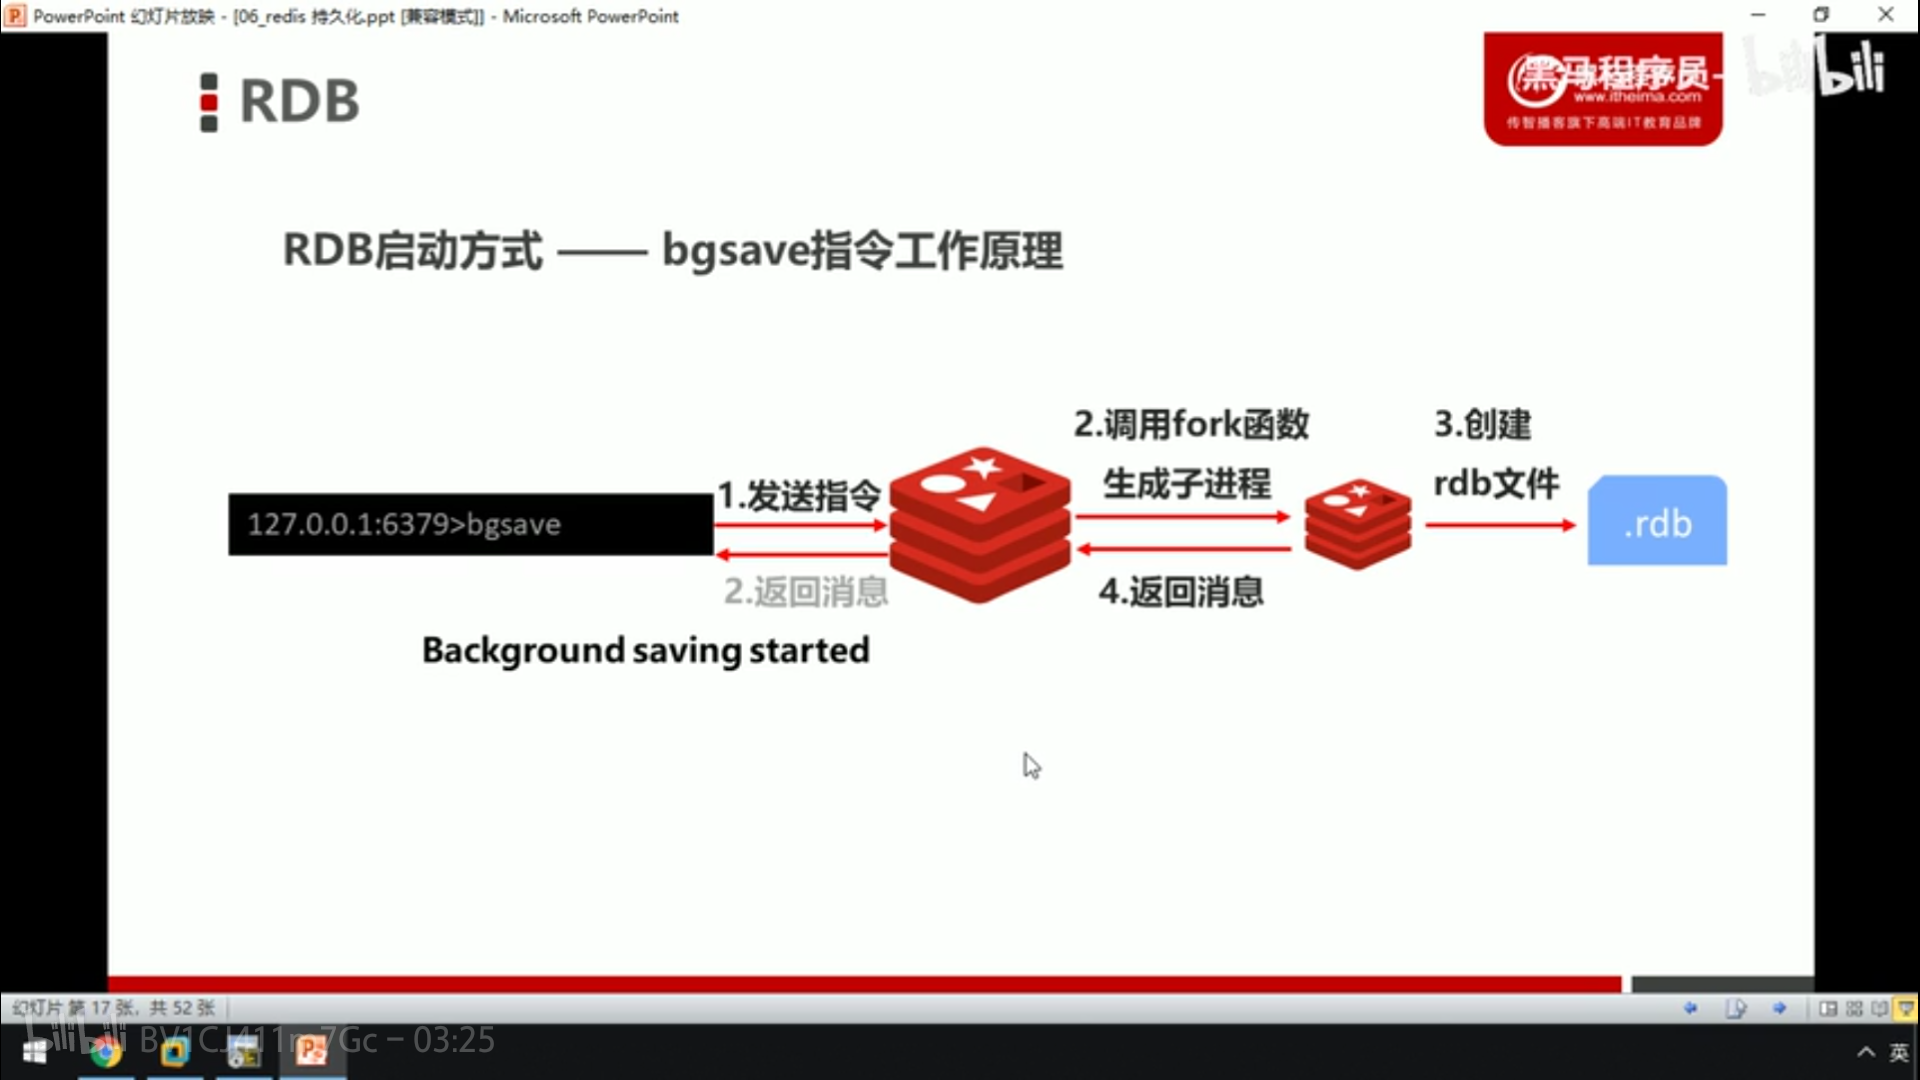 PowerPoint 幻灯片放映 - [06_redis 持久化.ppt [兼容模式]] - Microsoft PowerPoint
RDB
黑马程序员-
bilibili
www.itheima.com
传智播客旗下高端IT教育品牌
RDB启动方式 —— bgsave指令工作原理
2.调用fork函数
生成子进程
3.创建
rdb文件
1.发送指令
127.0.0.1:6379>bgsave
.rdb
2.返回消息
4.返回消息
Background saving started
幻灯片 第 17 张，共 52 张
bilibili
03:25
英